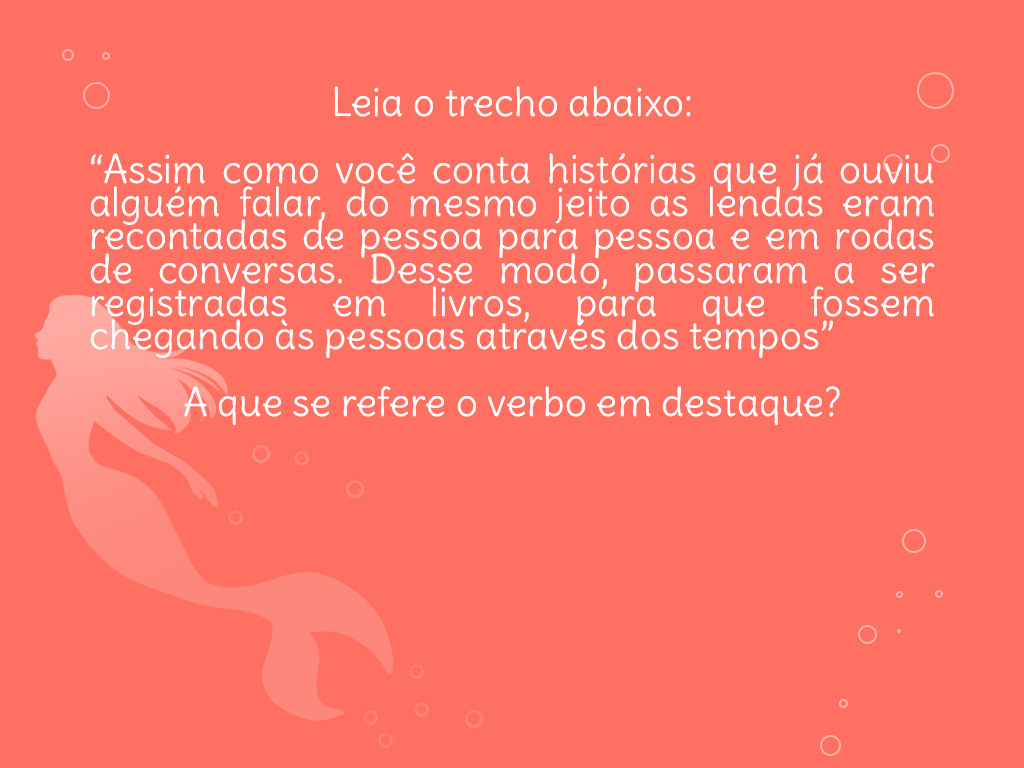 Leia o trecho abaixo:
“Assim como você conta histórias que já ouviu
alguém falar, do mesmo jeito as lendas eram
recontadas de pessoa para pessoa e em rodas
de conversas. Desse modo, passaram a ser
registradas em livros, para que fossem
chegando às pessoas através dos tempos”
A que se refere o verbo em destaque?